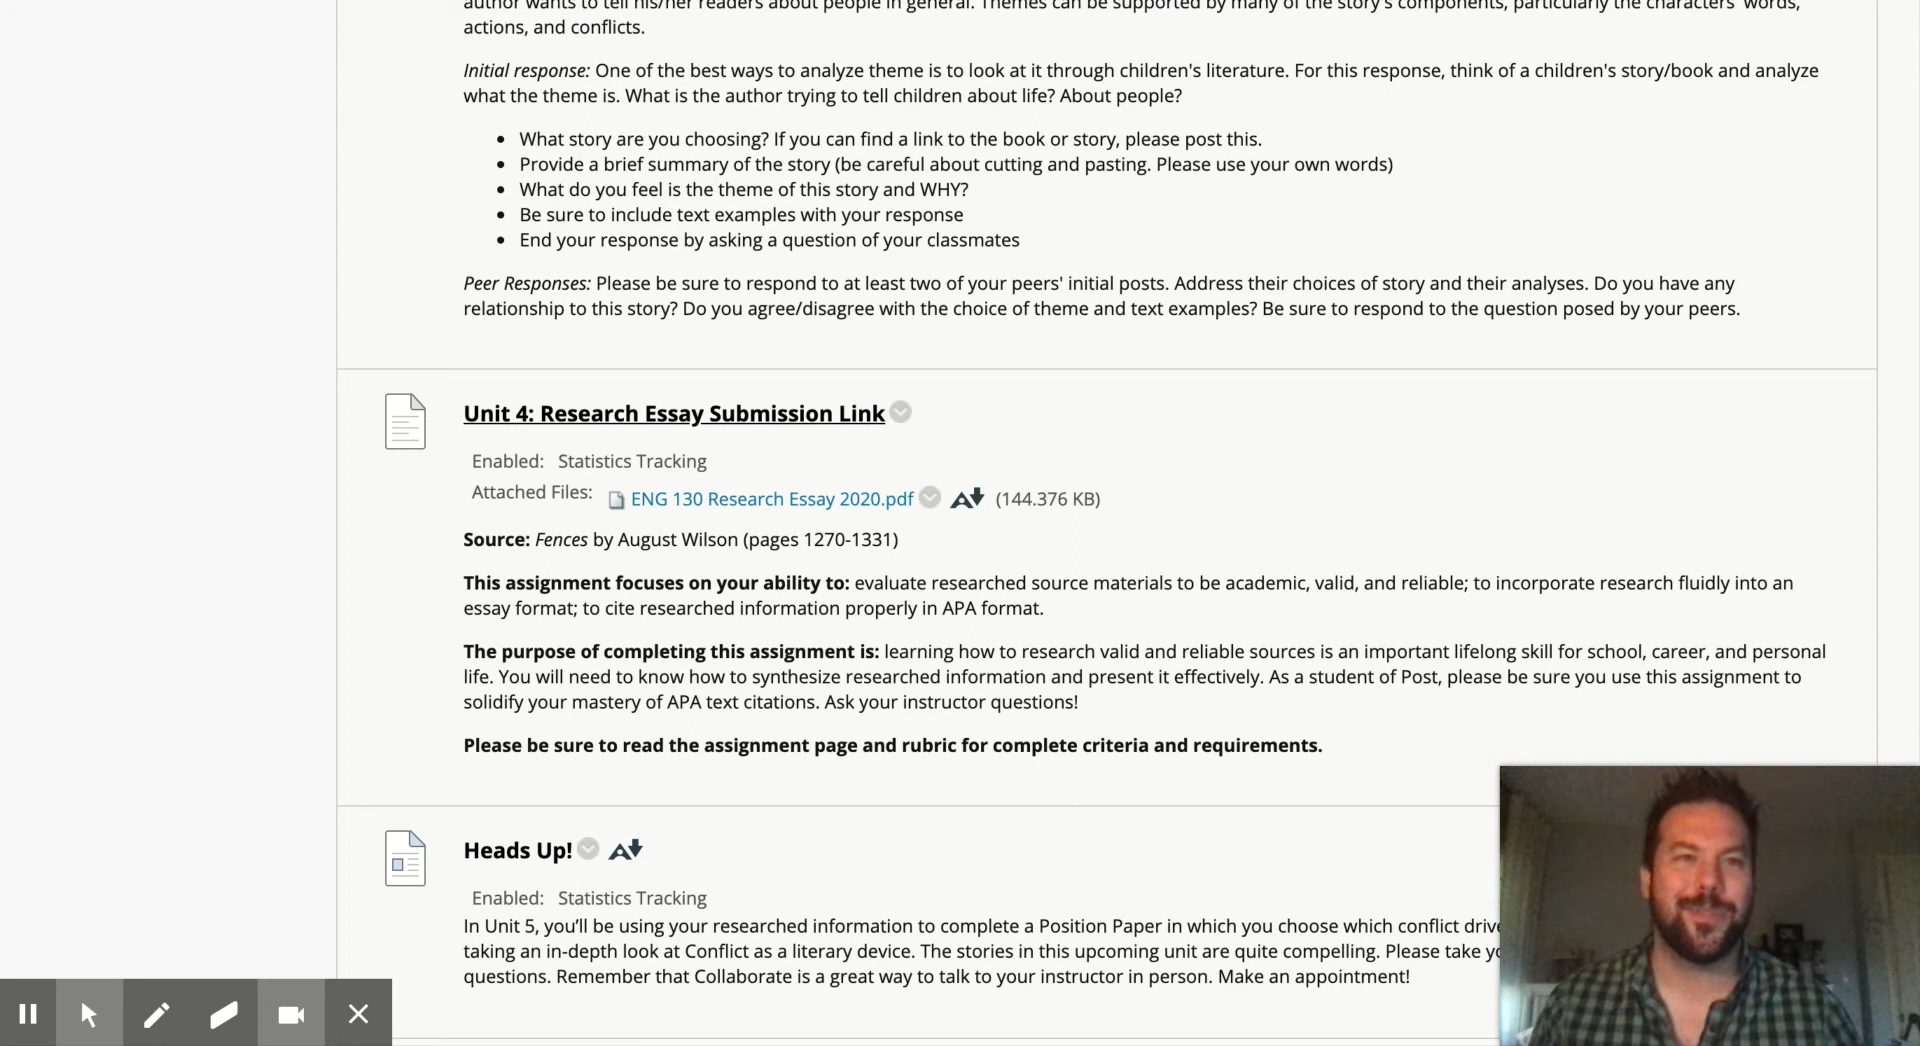 author wants to tell his/her readers about people in general. Themes can be supported by many of the story's components, particularly the characters' words,
actions, and conflicts.
Initial response: One of the best ways to analyze theme is to look at it through children's literature. For this response, think of a children's story/book and analyze
what the theme is. What is the author trying to tell children about life? About people?
• What story are you choosing? If you can find a link to the book or story, please post this.
• Provide a brief summary of the story (be careful about cutting and pasting. Please use your own words)
• What do you feel is the theme of this story and WHY?
• Be sure to include text examples with your response
• End your response by asking a question of your classmates
Peer Responses: Please be sure to respond to at least two of your peers' initial posts. Address their choices of story and their analyses. Do you have any
relationship to this story? Do you agree/disagree with the choice of theme and text examples? Be sure to respond to the question posed by your peers.
Unit 4: Research Essay Submission Link
Enabled: Statistics Tracking
Attached Files: ENG 130 Research Essay 2020.pdf (144.376 KB)
Source: Fences by August Wilson (pages 1270-1331)
This assignment focuses on your ability to: evaluate researched source materials to be academic, valid, and reliable; to incorporate research fluidly into an
essay format; to cite researched information properly in APA format.
The purpose of completing this assignment is: learning how to research valid and reliable sources is an important lifelong skill for school, career, and personal
life. You will need to know how to synthesize researched information and present it effectively. As a student of Post, please be sure you use this assignment to
solidify your mastery of APA text citations. Ask your instructor questions!
Please be sure to read the assignment page and rubric for complete criteria and requirements.
Heads Up!
Enabled: Statistics Tracking
In Unit 5, you'll be using your researched information to complete a Position Paper in which you choose which conflict
taking an in-depth look at Conflict as a literary device. The stories in this upcoming unit are quite compelling. Please take
questions. Remember that Collaborate is a great way to talk to your instructor in person. Make an appointment!